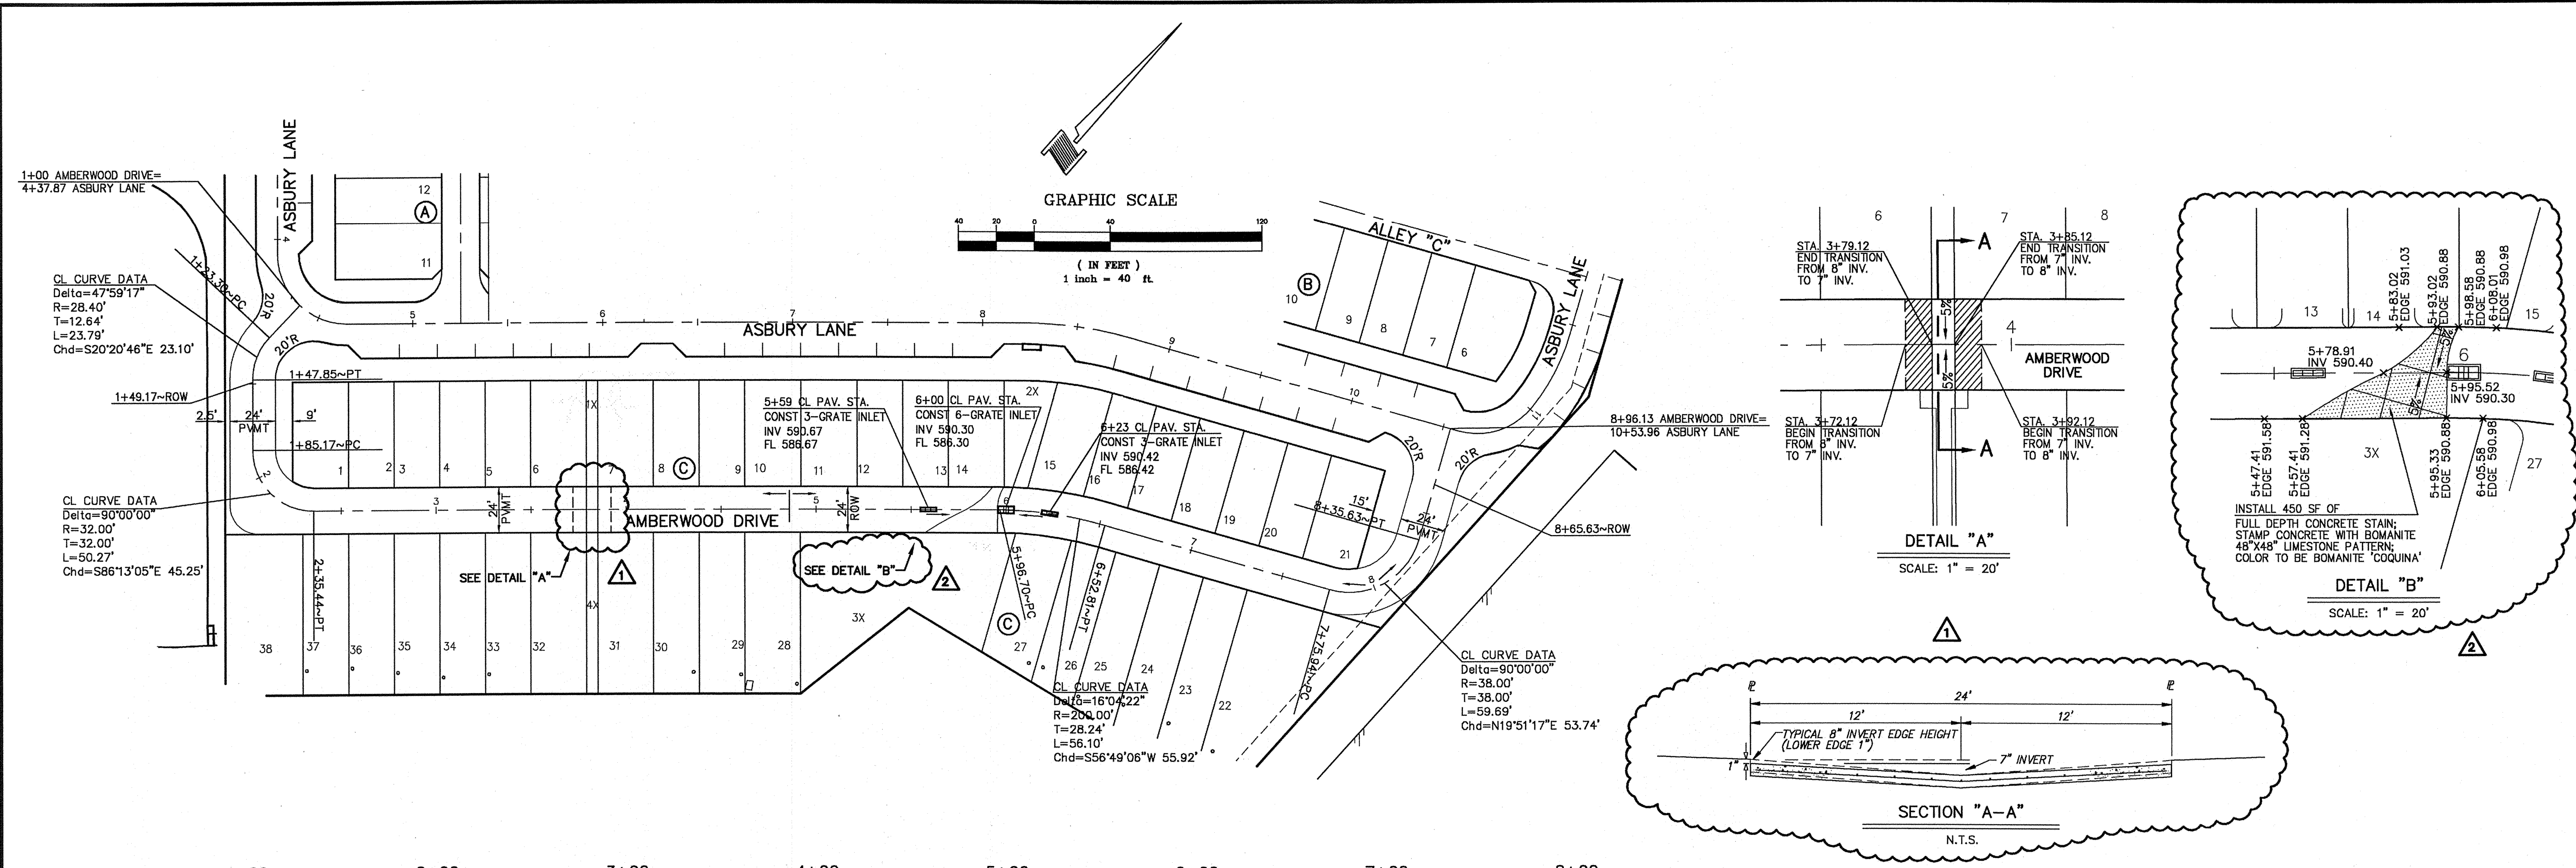 1+00 AMBERWOOD DRIVE=
4+37.87 ASBURY LANE
ASBURY LANE
4
12
A
11
1+23.30~PC
20'R
CL CURVE DATA
Delta=47°59'17"
R=28.40'
T=12.64'
L=23.79'
Chd=S20°20'46"E 23.10'
20'R
1+47.85~PT
1+49.17~ROW
2.5'
24'
PVMT
9'
1+85.17~PC
2
CL CURVE DATA
Delta=90°00'00"
R=32.00'
T=32.00'
L=50.27'
Chd=S86°13'05"E 45.25'
2+35.44~PT
GRAPHIC SCALE
40 20 0 40 120
( IN FEET )
1 inch = 40 ft.
5 6 7 8 9 10 11
ASBURY LANE
ALLEY "C"
B
10 9 8 7 6
ASBURY LANE
1X
2X
5+59 CL PAV. STA.
CONST 3-GRATE INLET
INV 590.67
FL 586.67
6+00 CL PAV. STA.
CONST 6-GRATE INLET
INV 590.30
FL 586.30
6+23 CL PAV. STA.
CONST 3-GRATE INLET
INV 590.42
FL 586.42
1 2 3 4 5 6 7 8 C 9 10 11 12 13 14 15 16 17 18 19 20 21
3 5 6 7 8
24'
PVMT
AMBERWOOD DRIVE
24'
ROW
SEE DETAIL "A"
1
SEE DETAIL "B"
2
4X
3X
38 37 36 35 34 33 32 31 30 29 28 27 26 25 24 23 22
C
5+96.70~PC
6+52.81~PT
CL CURVE DATA
Delta=16°04'22"
R=200.00'
T=28.24'
L=56.10'
Chd=S56°49'06"W 55.92'
7+75.94~PC
15'
8+35.63~PT
24'
PVMT
20'R
20'R
8+96.13 AMBERWOOD DRIVE=
10+53.96 ASBURY LANE
8+65.63~ROW
CL CURVE DATA
Delta=90°00'00"
R=38.00'
T=38.00'
L=59.69'
Chd=N19°51'17"E 53.74'
6 7 8
STA. 3+79.12
END TRANSITION
FROM 8" INV.
TO 7" INV.
A
STA. 3+85.12
END TRANSITION
FROM 7" INV.
TO 8" INV.
5%
5%
4
AMBERWOOD
DRIVE
STA. 3+72.12
BEGIN TRANSITION
FROM 8" INV.
TO 7" INV.
A
STA. 3+92.12
BEGIN TRANSITION
FROM 7" INV.
TO 8" INV.
DETAIL "A"
SCALE: 1" = 20'
1
13 14 15
5+83.02
EDGE 591.03
5+93.02
EDGE 590.88
5+98.58
EDGE 590.88
6+08.01
EDGE 590.98
5+78.91
INV 590.40
5%
5%
6
5+95.52
INV 590.30
5+47.41
EDGE 591.58
5+57.41
EDGE 591.28
5+95.33
EDGE 590.88
6+05.58
EDGE 590.98
3X
27
INSTALL 450 SF OF
FULL DEPTH CONCRETE STAIN;
STAMP CONCRETE WITH BOMANITE
48"X48" LIMESTONE PATTERN;
COLOR TO BE BOMANITE 'COQUINA'
DETAIL "B"
SCALE: 1" = 20'
2
24'
12' 12'
TYPICAL 8" INVERT EDGE HEIGHT
(LOWER EDGE 1")
7" INVERT
1"
SECTION "A-A"
N.T.S.